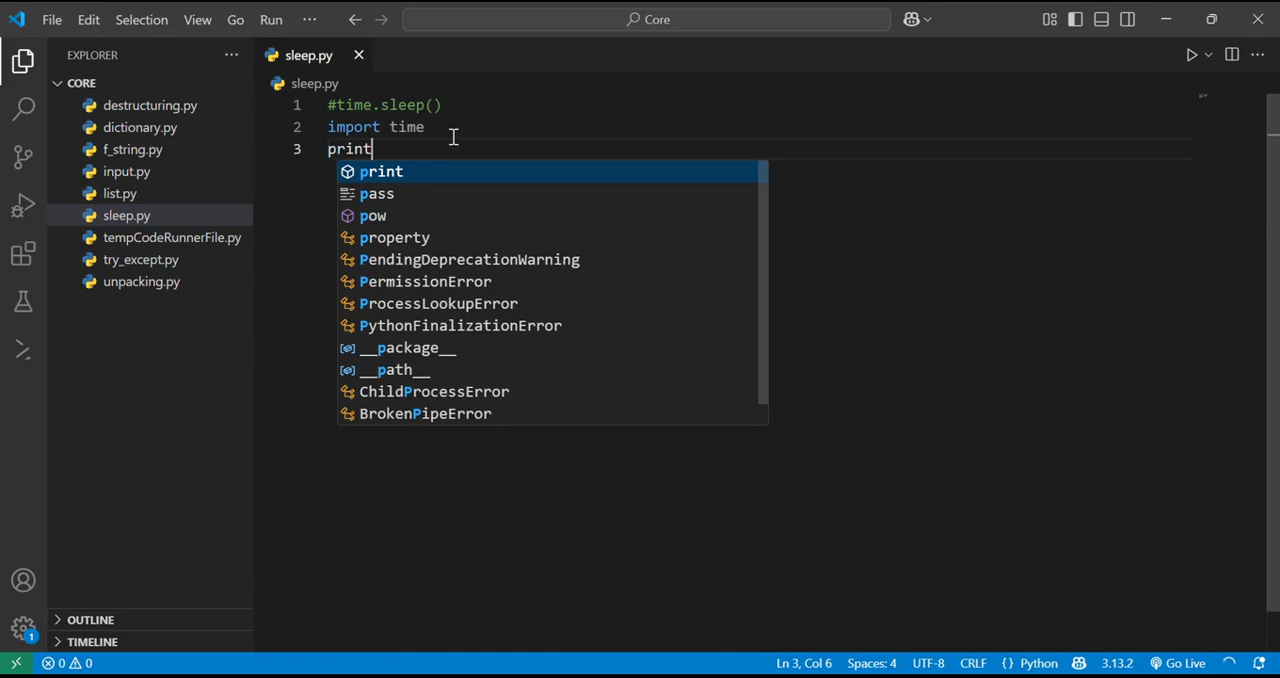 File Edit Selection View Go Run ··· Core
EXPLORER ···
CORE
destructuring.py
dictionary.py
f_string.py
input.py
list.py
sleep.py
tempCodeRunnerFile.py
try_except.py
unpacking.py
OUTLINE
TIMELINE
sleep.py
sleep.py
1 #time.sleep()
2 import time
3 print
print
pass
pow
property
PendingDeprecationWarning
PermissionError
ProcessLookupError
PythonFinalizationError
__package__
__path__
ChildProcessError
BrokenPipeError
1
0 0 Ln 3, Col 6 Spaces: 4 UTF-8 CRLF {} Python 3.13.2 Go Live